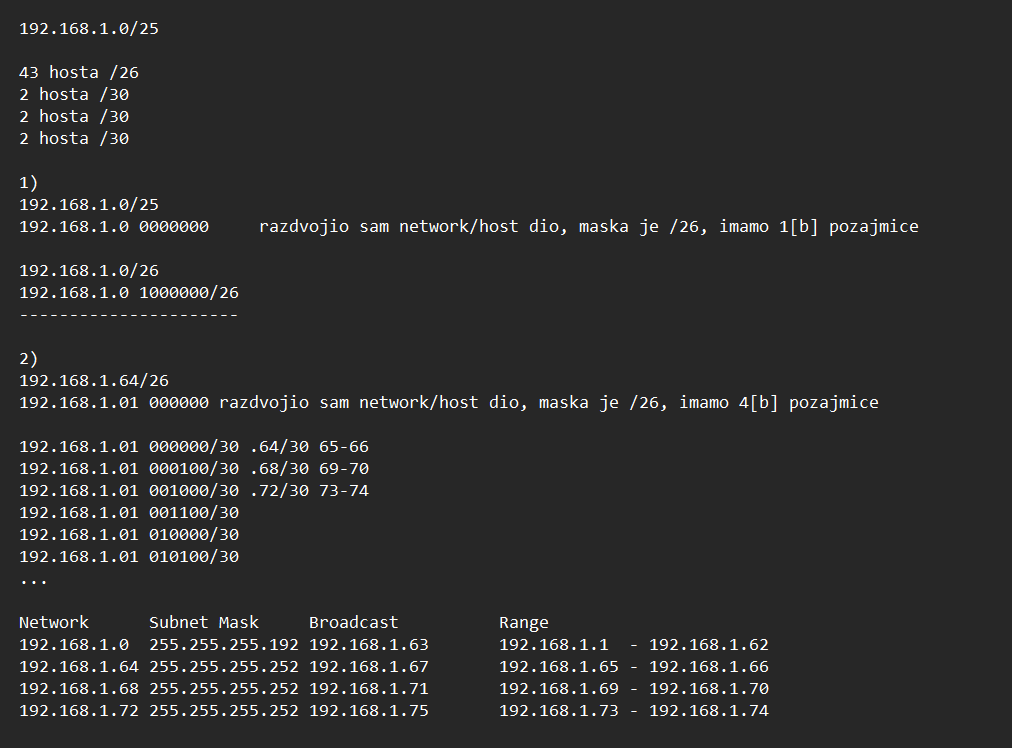 192.168.1.0/25
43 hosta /26
2 hosta /30
2 hosta /30
2 hosta /30
1)
192.168.1.0/25
192.168.1.0 0000000     razdvojio sam network/host dio, maska je /26, imamo 1[b] pozajmice
192.168.1.0/26
192.168.1.0 1000000/26
----------------------
2)
192.168.1.64/26
192.168.1.01 000000 razdvojio sam network/host dio, maska je /26, imamo 4[b] pozajmice
192.168.1.01 000000/30 .64/30 65-66
192.168.1.01 000100/30 .68/30 69-70
192.168.1.01 001000/30 .72/30 73-74
192.168.1.01 001100/30
192.168.1.01 010000/30
192.168.1.01 010100/30
...
Network      Subnet Mask     Broadcast          Range
192.168.1.0  255.255.255.192 192.168.1.63       192.168.1.1  - 192.168.1.62
192.168.1.64 255.255.255.252 192.168.1.67       192.168.1.65 - 192.168.1.66
192.168.1.68 255.255.255.252 192.168.1.71       192.168.1.69 - 192.168.1.70
192.168.1.72 255.255.255.252 192.168.1.75       192.168.1.73 - 192.168.1.74